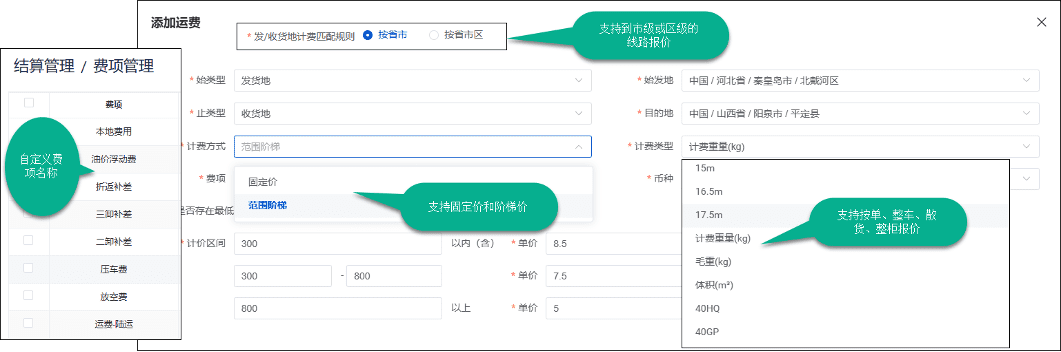 添加运费
* 发/收货地计费匹配规则 按省市 按省市区
支持到市级或区级的
线路报价
结算管理 / 费项管理
费项
本地费用
油价浮动费
折返补差
三卸补差
二卸补差
压车费
放空费
运费-陆运
自定义费
项名称
* 始类型 发货地
* 始发地 中国 / 河北省 / 秦皇岛市 / 北戴河区
* 止类型 收货地
* 目的地 中国 / 山西省 / 阳泉市 / 平定县
* 计费方式 范围阶梯
* 计费类型 计费重量(kg)
* 费项
* 币种
固定价
范围阶梯
支持固定价和阶梯价
是否存在最低
* 计价区间 300 以内（含） * 单价 8.5
300 - 800 * 单价 7.5
800 以上 * 单价 5
15m
16.5m
17.5m
计费重量(kg)
毛重(kg)
体积(m³)
40HQ
40GP
支持按单、整车、散
货、整柜报价